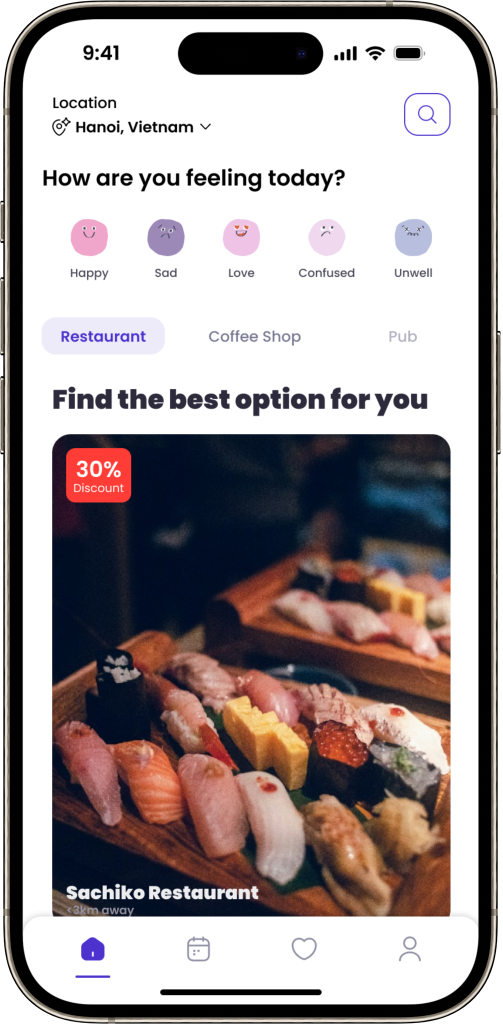 9:41
Location
Hanoi, Vietnam
How are you feeling today?
Happy Sad Love Confused Unwell
Restaurant Coffee Shop Pub
Find the best option for you
30%
Discount
Sachiko Restaurant
<3km away